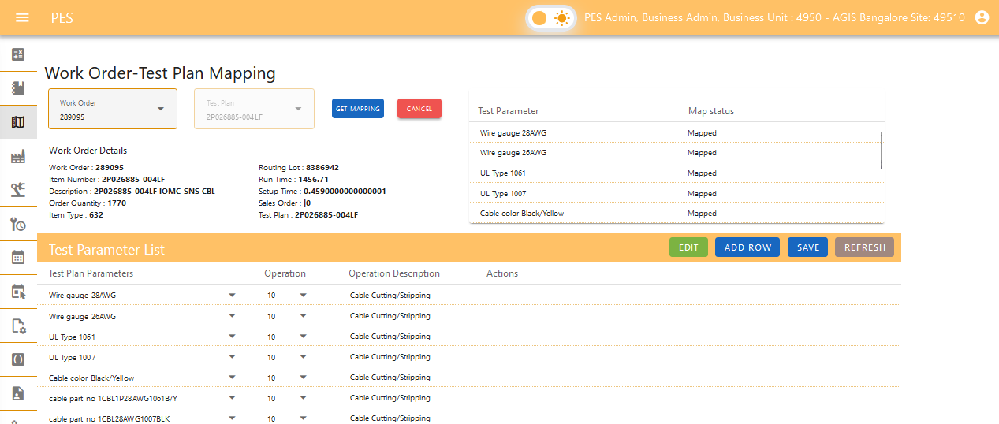 PES
PES Admin, Business Admin, Business Unit : 4950 - AGIS Bangalore Site: 49510
Work Order-Test Plan Mapping
Work Order
289095
Test Plan
2P026885-004LF
GET MAPPING
CANCEL
Work Order Details
Work Order : 289095
Item Number : 2P026885-004LF
Description : 2P026885-004LF IOMC-SNS CBL
Order Quantity : 1770
Item Type : 632
Routing Lot : 8386942
Run Time : 1456.71
Setup Time : 0.4590000000000001
Sales Order : |0
Test Plan : 2P026885-004LF
Test Parameter Map status
Wire gauge 28AWG Mapped
Wire gauge 26AWG Mapped
UL Type 1061 Mapped
UL Type 1007 Mapped
Cable color Black/Yellow Mapped
Test Parameter List
EDIT
ADD ROW
SAVE
REFRESH
Test Plan Parameters Operation Operation Description Actions
Wire gauge 28AWG 10 Cable Cutting/Stripping
Wire gauge 26AWG 10 Cable Cutting/Stripping
UL Type 1061 10 Cable Cutting/Stripping
UL Type 1007 10 Cable Cutting/Stripping
Cable color Black/Yellow 10 Cable Cutting/Stripping
cable part no 1CBL1P28AWG1061B/Y 10 Cable Cutting/Stripping
cable part no 1CBL28AWG1007BLK 10 Cable Cutting/Stripping